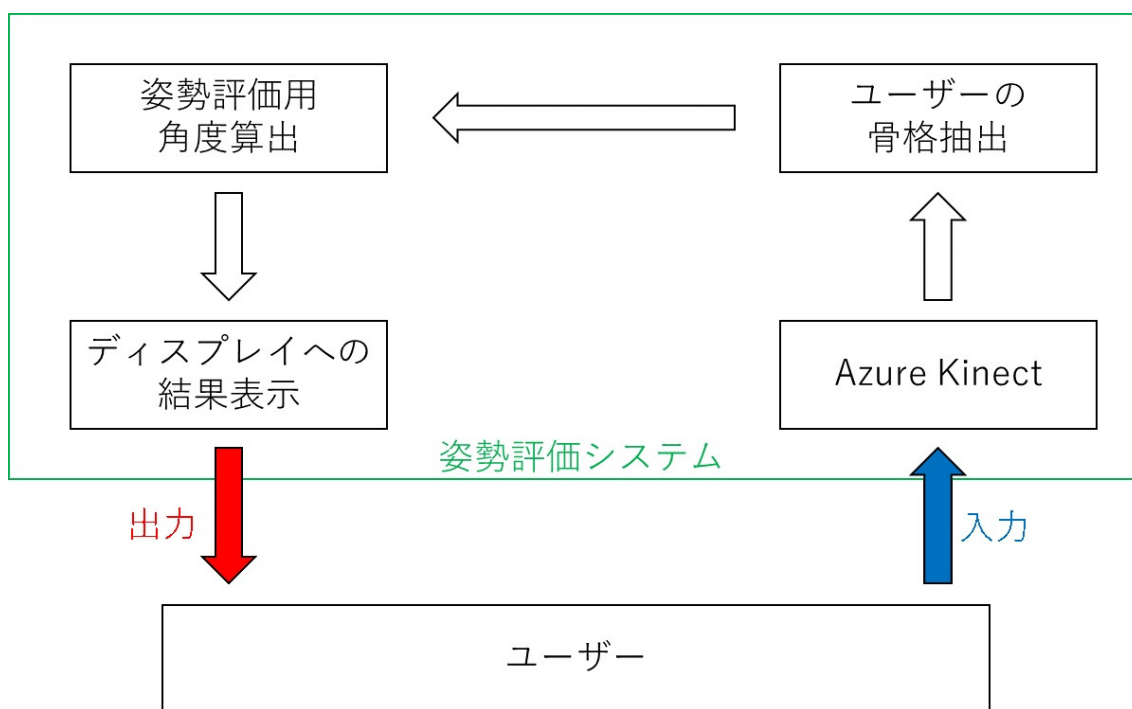 姿勢評価用
角度算出
ユーザーの
骨格抽出
ディスプレイへの
結果表示
Azure Kinect
姿勢評価システム
出力
入力
ユーザー